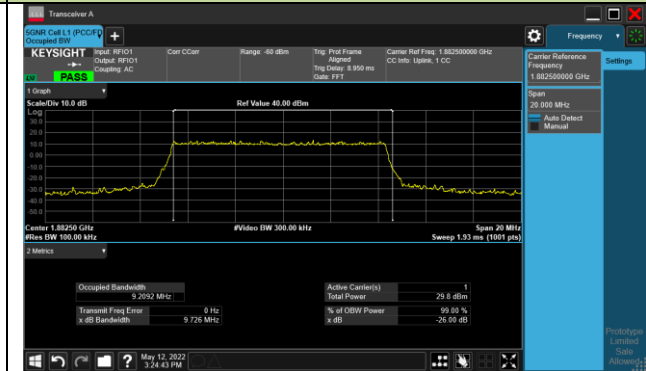 Transceiver A
5GNR Cell L1 (PCC/FD
Occupied BW
Frequency
KEYSIGHT
Input: RFIO1
Output: RFIO1
Coupling: AC
Corr CCorr
Range: -60 dBm
Trig: Prot Frame
Aligned
Trig Delay: 8.950 ms
Gate: FFT
Carrier Ref Freq: 1.882500000 GHz
CC Info: Uplink, 1 CC
PASS
Carrier Reference
Frequency
1.882500000 GHz
Settings
Span
20.000 MHz
Auto Detect
Manual
1 Graph
Scale/Div 10.0 dB
Ref Value 40.00 dBm
Log
30.0
20.0
10.0
0.00
-10.0
-20.0
-30.0
-40.0
-50.0
Center 1.88250 GHz
#Video BW 300.00 kHz
Span 20 MHz
#Res BW 100.00 kHz
Sweep 1.93 ms (1001 pts)
2 Metrics
Occupied Bandwidth
9.2092 MHz
Active Carrier(s) 1
Total Power 29.8 dBm
Transmit Freq Error 0 Hz
x dB Bandwidth 9.726 MHz
% of OBW Power 99.00 %
x dB -26.00 dB
May 12, 2022
3:24:43 PM
Prototype
Limited
Sale
Allowed